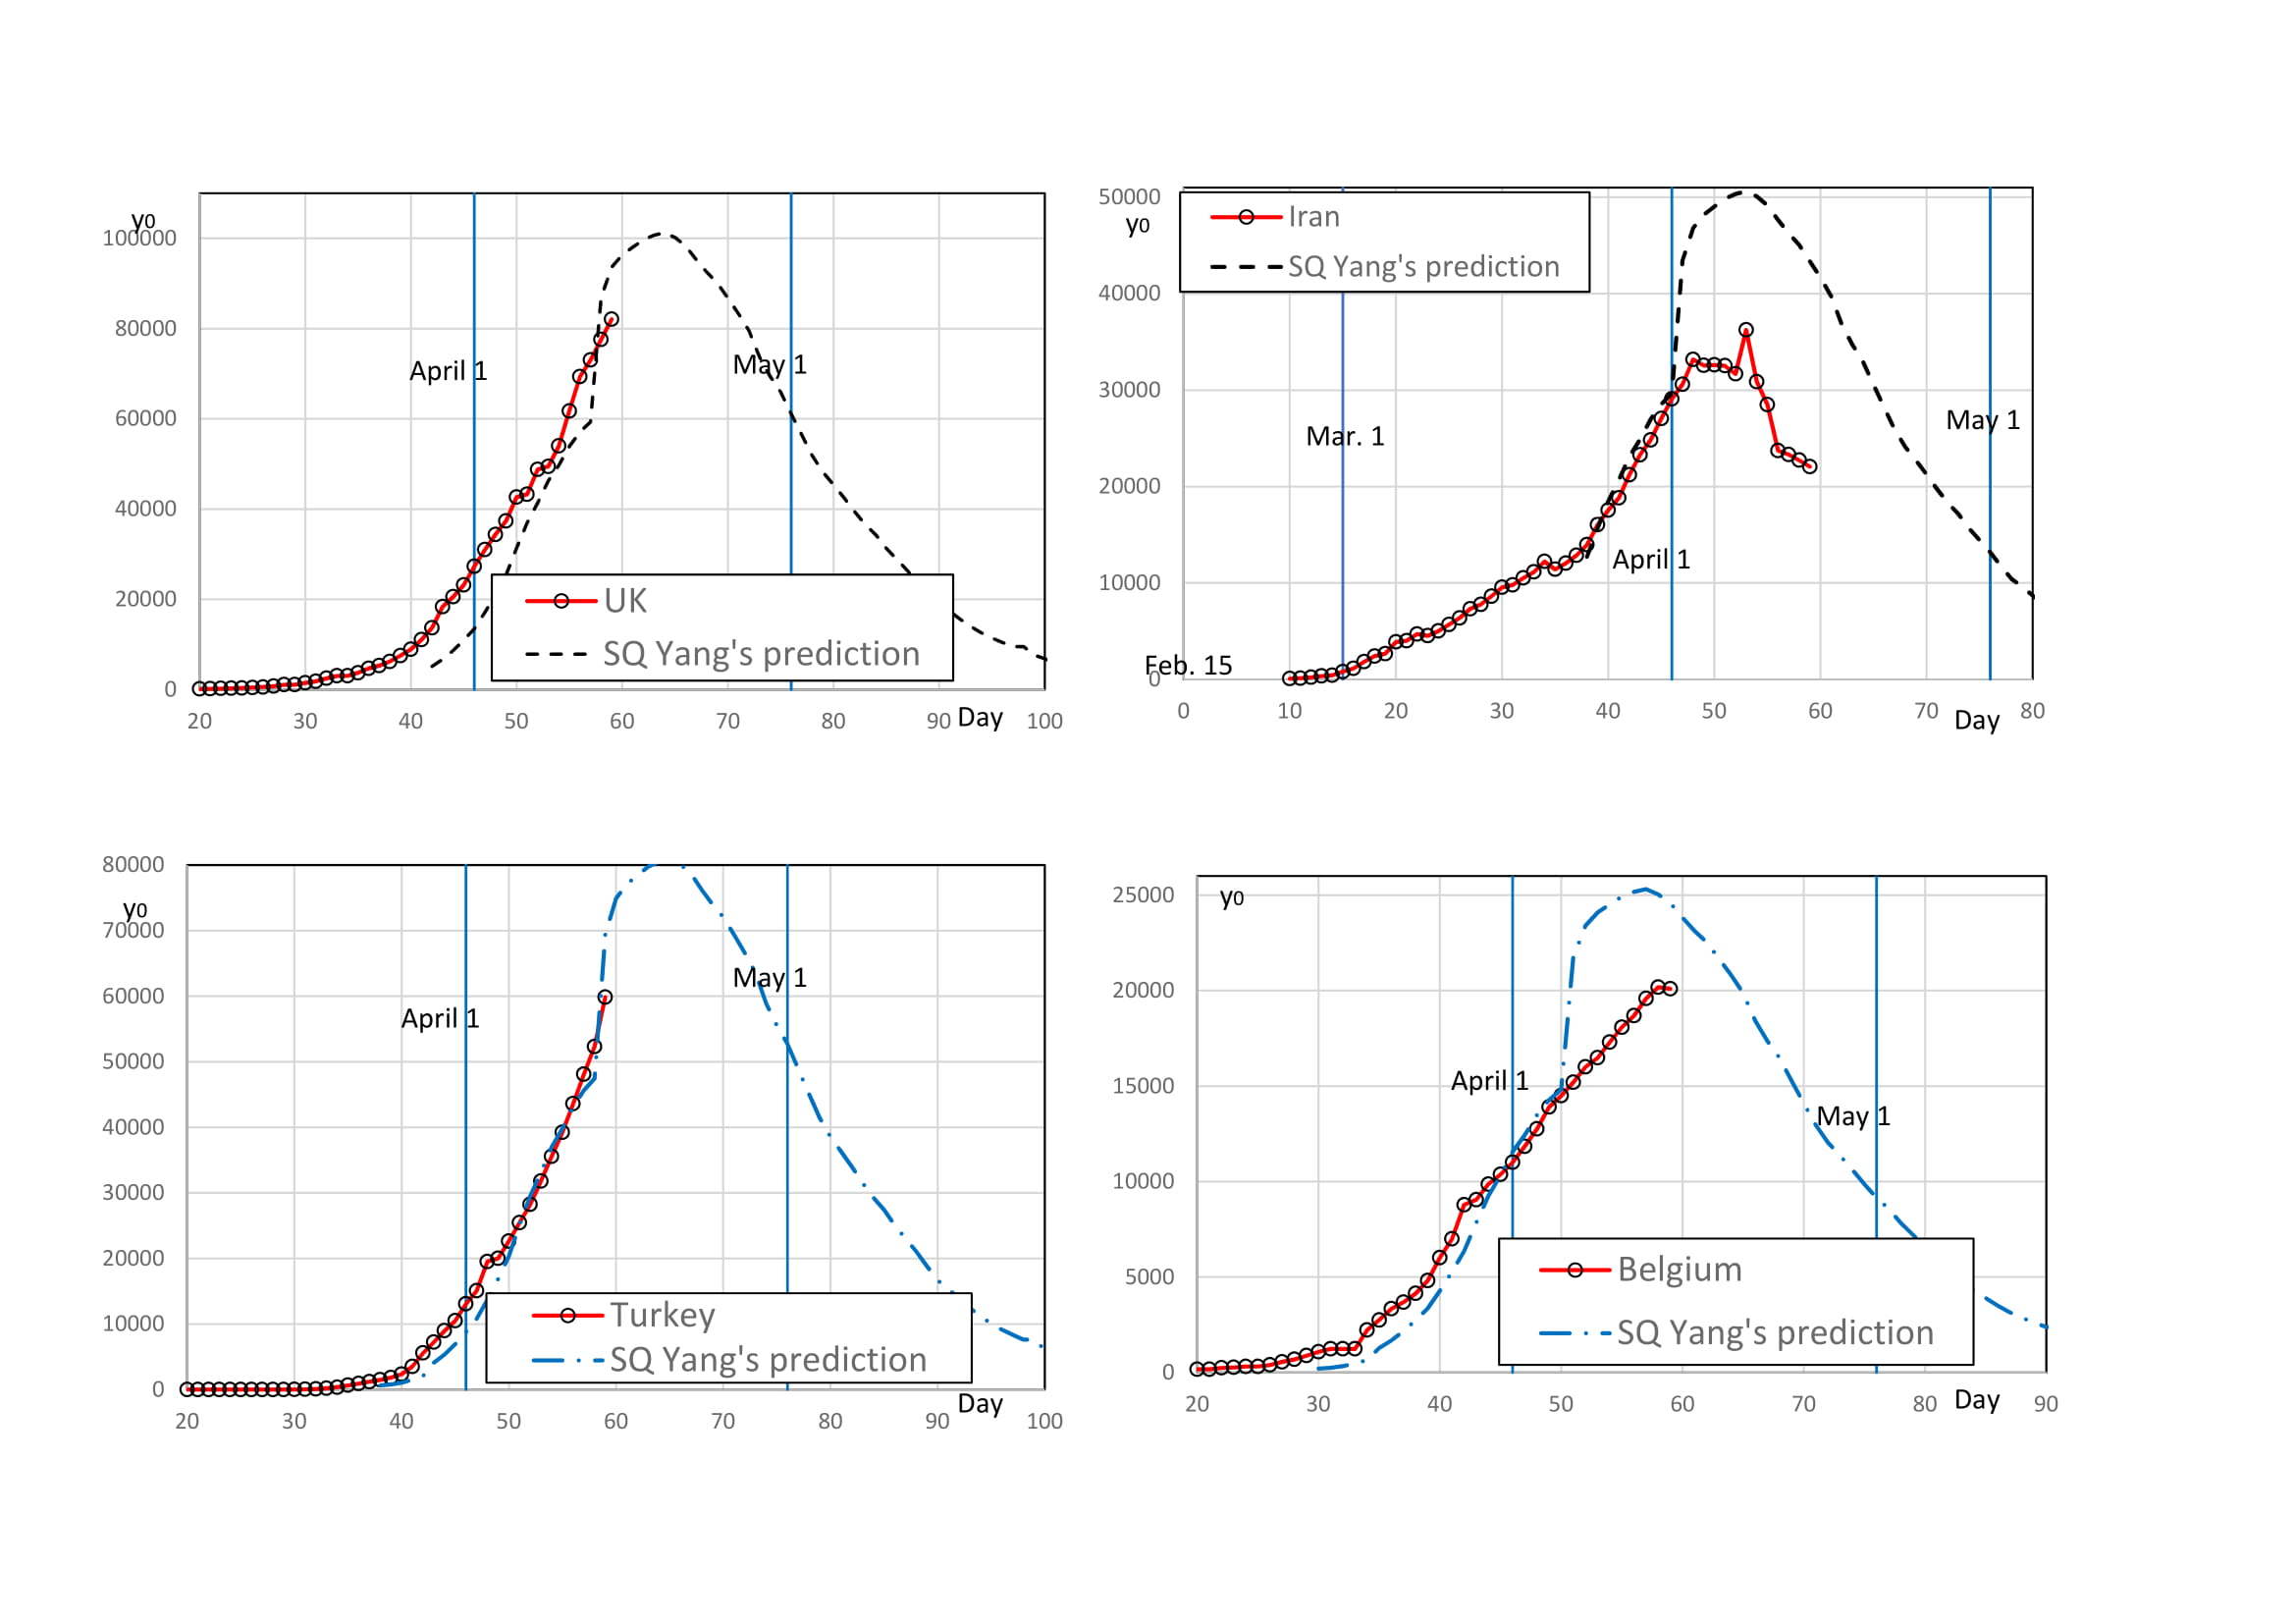 y0
100000
80000
60000
40000
20000
0
April 1
May 1
UK
SQ Yang's prediction
20 30 40 50 60 70 80 90 100
Day
Iran
SQ Yang's prediction
y0
50000
40000
30000
20000
10000
0
Mar. 1
April 1
May 1
Feb. 15
0 10 20 30 40 50 60 70 80
Day
80000
y0
70000
60000
50000
40000
30000
20000
10000
0
April 1
May 1
Turkey
SQ Yang's prediction
Day
20 30 40 50 60 70 80 90 100
y0
25000
20000
15000
10000
5000
0
April 1
May 1
Belgium
SQ Yang's prediction
20 30 40 50 60 70 80 90
Day